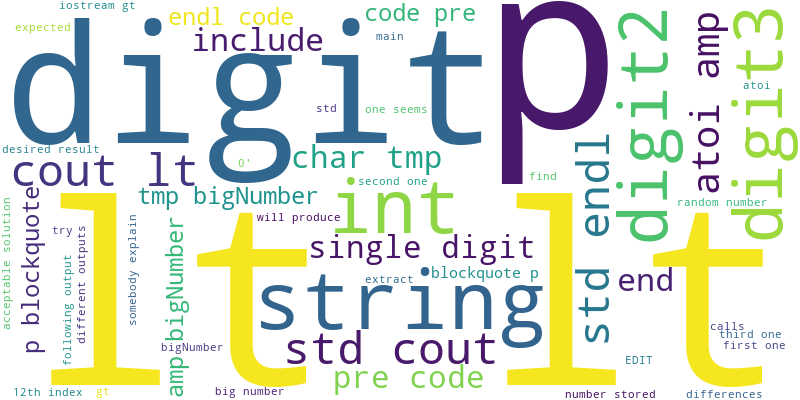 iostream gt
expected
endl code
code pre
include
main
digit
p
digit2
atoi amp
digit3
atoi
std
one seems
desired result
cout lt
0'
char tmp
find
std endl
acceptable solution
p blockquote
tmp bigNumber
second one
int
random number
try
following output
different outputs
somebody explain
amp bigNumber
will produce
single digit
lt lt
string
extract
blockquote p
end
std cout
bigNumber
calls
third one
first one
EDIT
pre code
12th index
gt
big number
number stored
differences